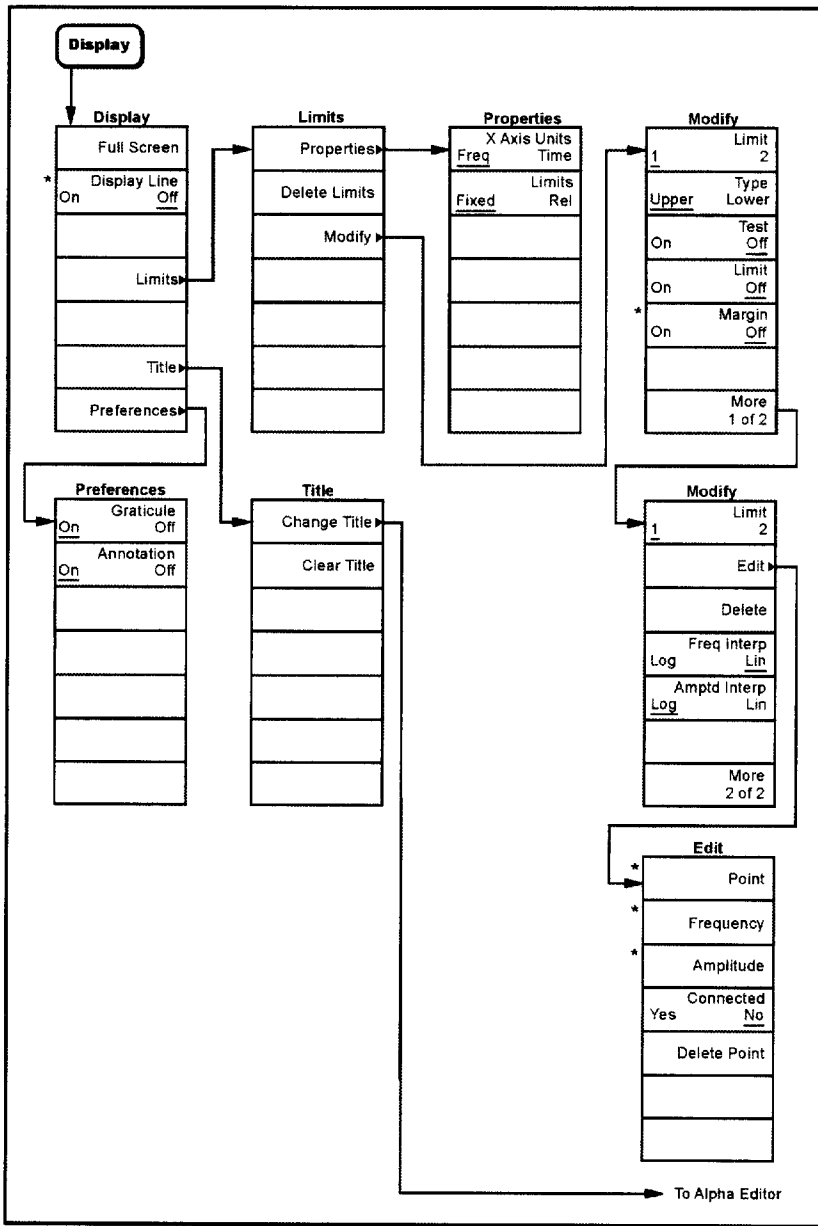 Display
Display
Full Screen
* Display Line
On Off
Limits
Title
Preferences
Limits
Properties
Delete Limits
Modify
Properties
X Axis Units
Freq Time
Limits
Fixed Rel
Modify
Limit
1 2
Type
Upper Lower
Test
On Off
Limit
On Off
* Margin
On Off
More
1 of 2
Preferences
Graticule
On Off
Annotation
On Off
Title
Change Title
Clear Title
Modify
Limit
1 2
Edit
Delete
Freq Interp
Log Lin
Amptd Interp
Log Lin
More
2 of 2
Edit
* Point
* Frequency
* Amplitude
Connected
Yes No
Delete Point
To Alpha Editor